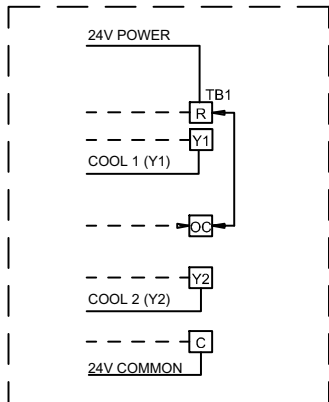 24V POWER
TB1
R
Y1
COOL 1 (Y1)
OC
Y2
COOL 2 (Y2)
C
24V COMMON